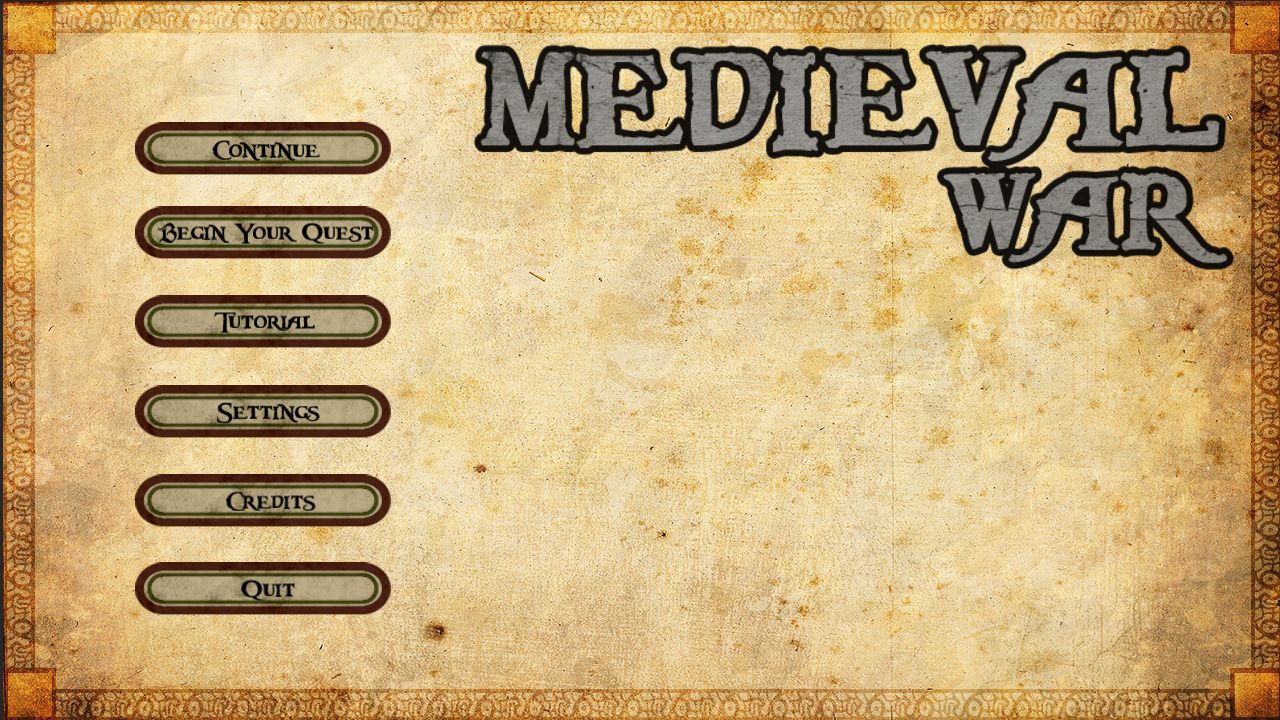 MEDIEVAL
WAR
Continue
Begin Your Quest
Tutorial
Settings
Credits
Quit